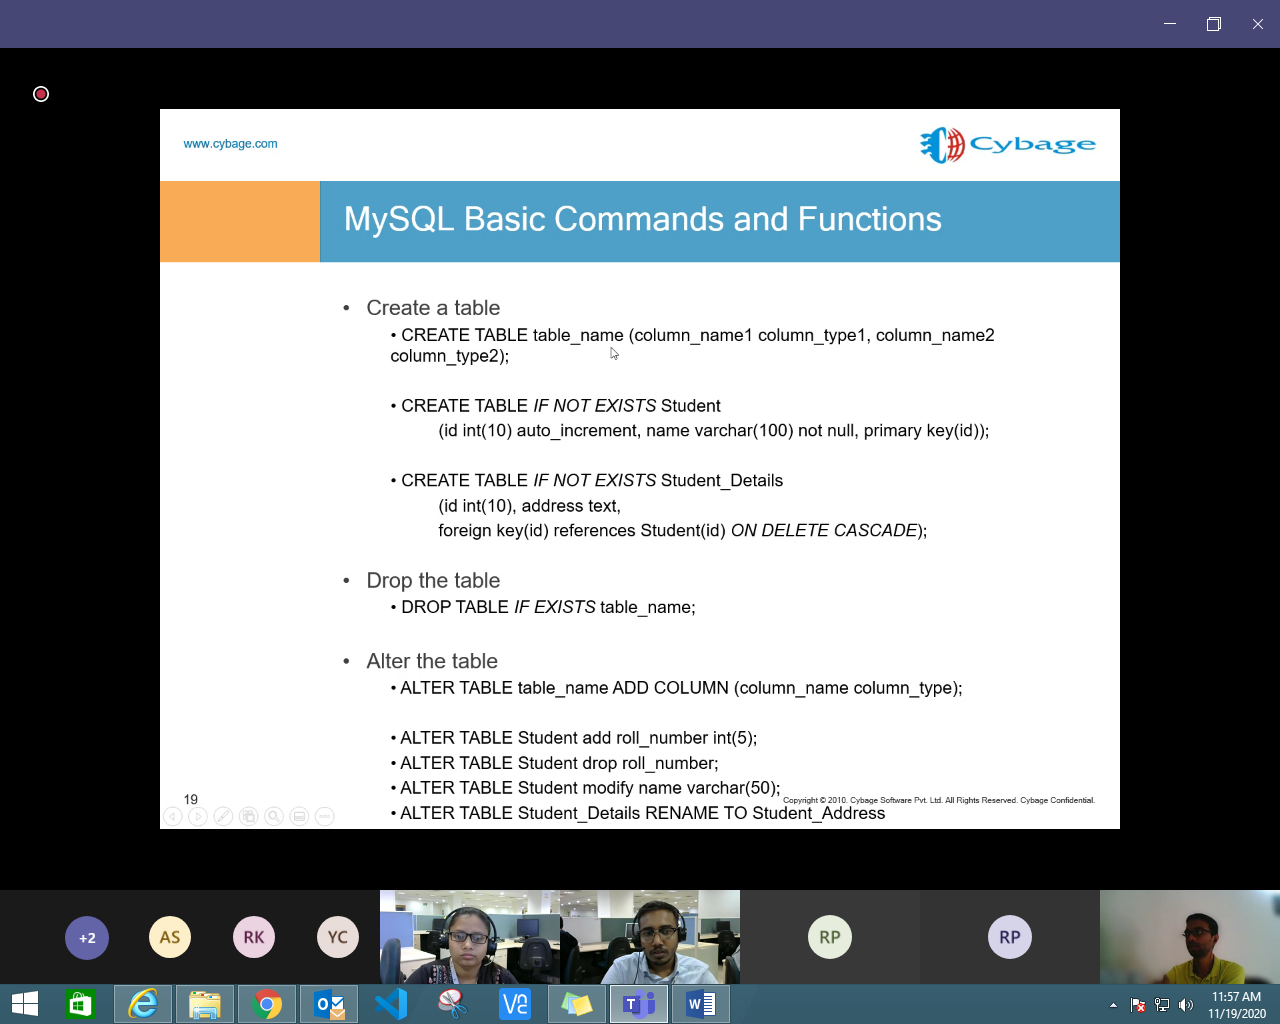 www.cybage.com
Cybage
MySQL Basic Commands and Functions
• Create a table
• CREATE TABLE table_name (column_name1 column_type1, column_name2
column_type2);
• CREATE TABLE IF NOT EXISTS Student
(id int(10) auto_increment, name varchar(100) not null, primary key(id));
• CREATE TABLE IF NOT EXISTS Student_Details
(id int(10), address text,
foreign key(id) references Student(id) ON DELETE CASCADE);
• Drop the table
• DROP TABLE IF EXISTS table_name;
• Alter the table
• ALTER TABLE table_name ADD COLUMN (column_name column_type);
• ALTER TABLE Student add roll_number int(5);
• ALTER TABLE Student drop roll_number;
• ALTER TABLE Student modify name varchar(50);
• ALTER TABLE Student_Details RENAME TO Student_Address
19
Copyright © 2010. Cybage Software Pvt. Ltd. All Rights Reserved. Cybage Confidential.
+2
AS
RK
YC
RP
RP
11:57 AM
11/19/2020